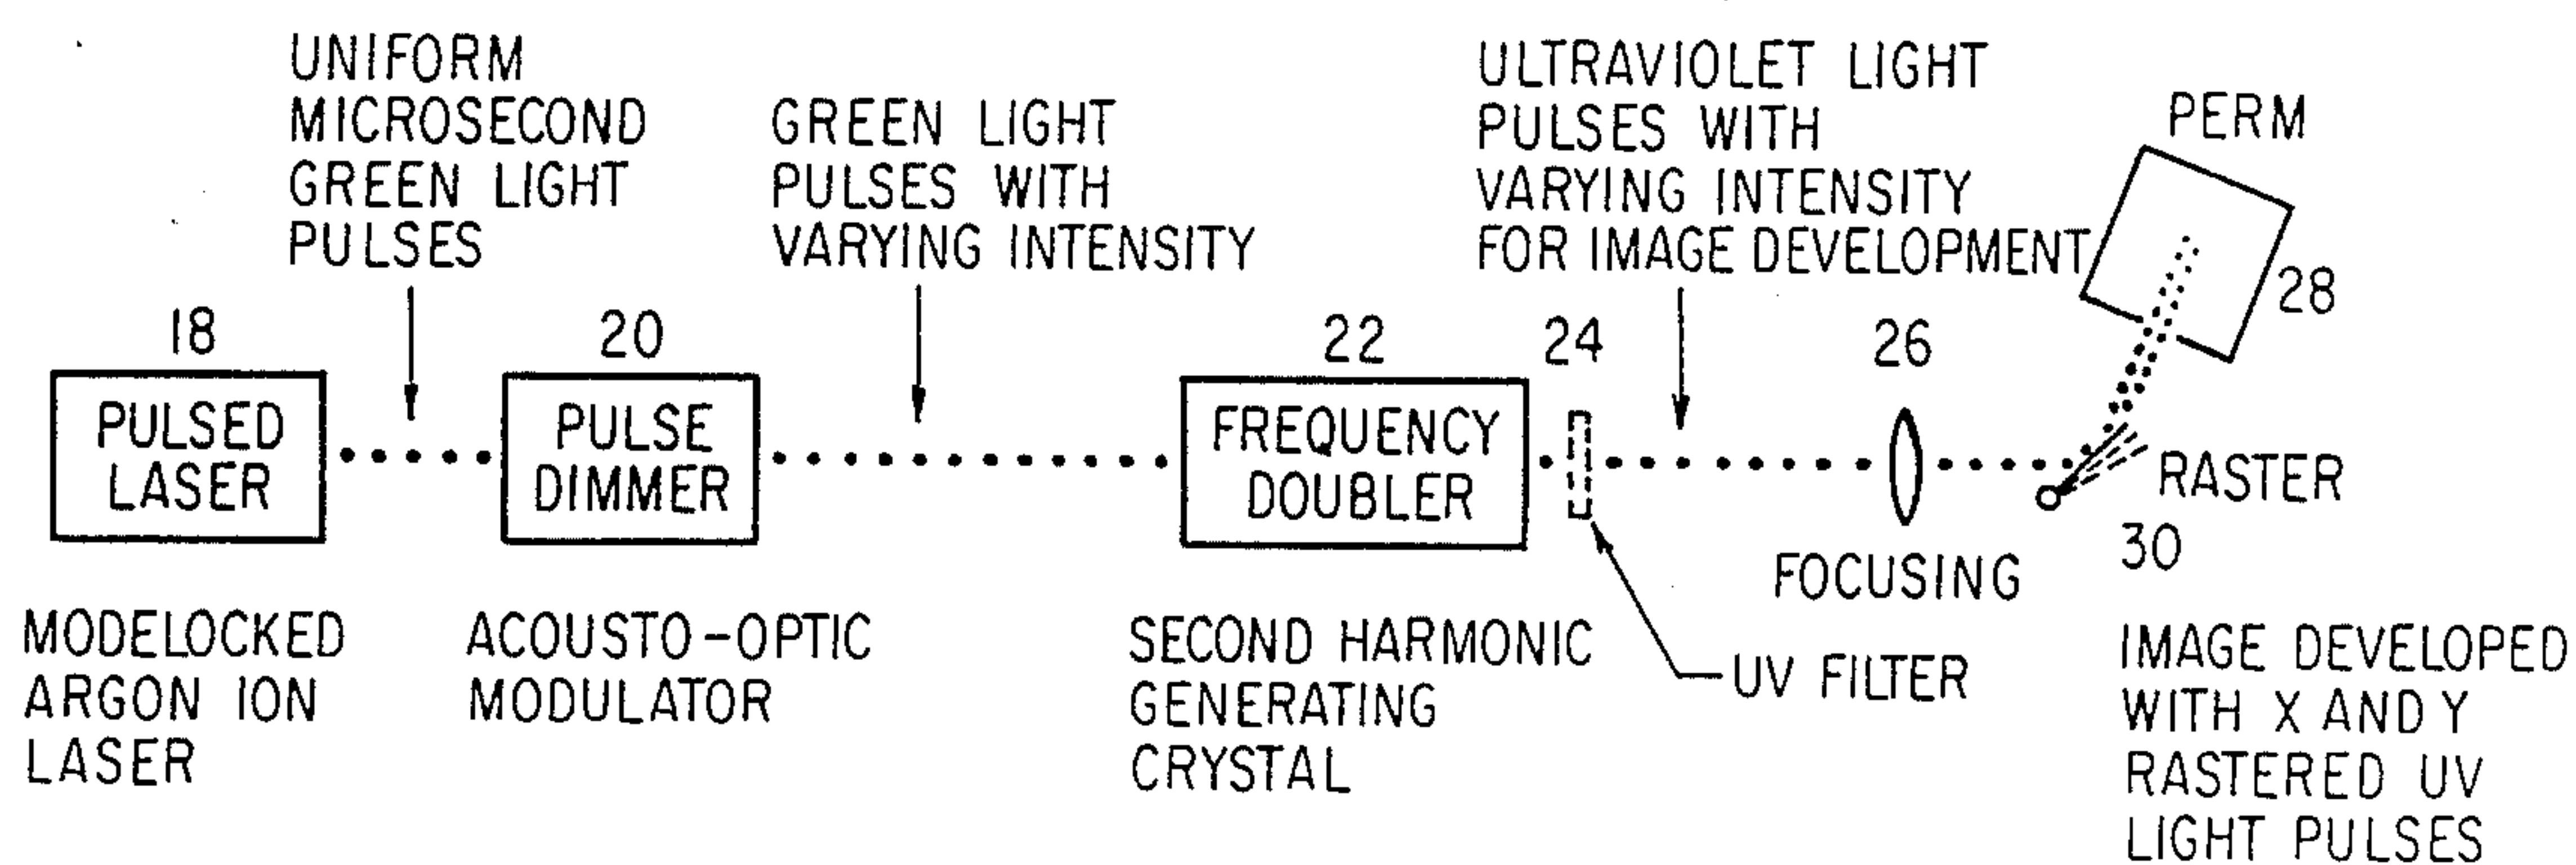 UNIFORM
MICROSECOND
GREEN LIGHT
PULSES
GREEN LIGHT
PULSES WITH
VARYING INTENSITY
ULTRAVIOLET LIGHT
PULSES WITH
VARYING INTENSITY
FOR IMAGE DEVELOPMENT
PERM
28
18
PULSED
LASER
MODELOCKED
ARGON ION
LASER
20
PULSE
DIMMER
ACOUSTO-OPTIC
MODULATOR
22
FREQUENCY
DOUBLER
SECOND HARMONIC
GENERATING
CRYSTAL
24
UV FILTER
26
FOCUSING
RASTER
30
IMAGE DEVELOPED
WITH X AND Y
RASTERED UV
LIGHT PULSES